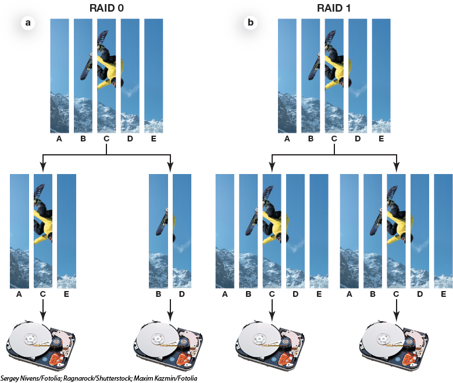 RAID 0
RAID 1
a
b
A B C D E
A B C D E
A C E
B D
A B C D E
A B C D E
Sergey Nivens/Fotolia; Ragnarock/Shutterstock; Maxim Kazmin/Fotolia